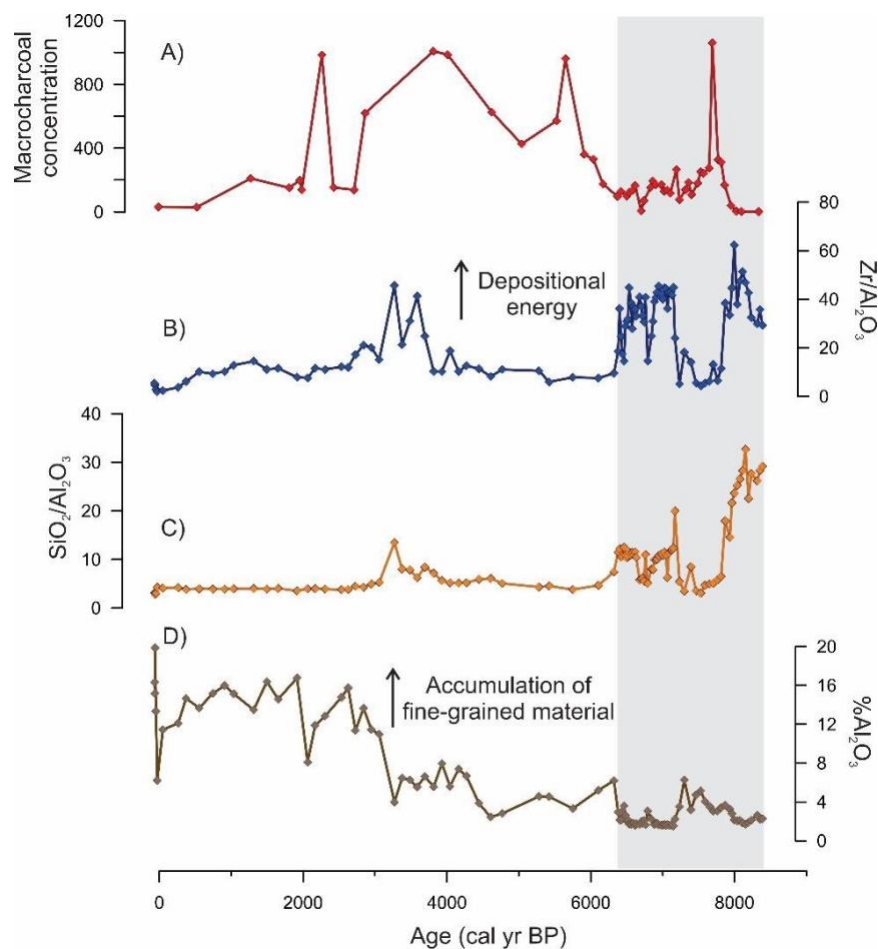 A)
Macrocharcoal
concentration
1200
800
400
0
B)
Depositional
energy
80
60
40
20
0
Zr/Al₂O₃
C)
SiO₂/Al₂O₃
40
30
20
10
0
D)
Accumulation of
fine-grained material
20
16
12
8
4
0
%Al₂O₃
0 2000 4000 6000 8000
Age (cal yr BP)